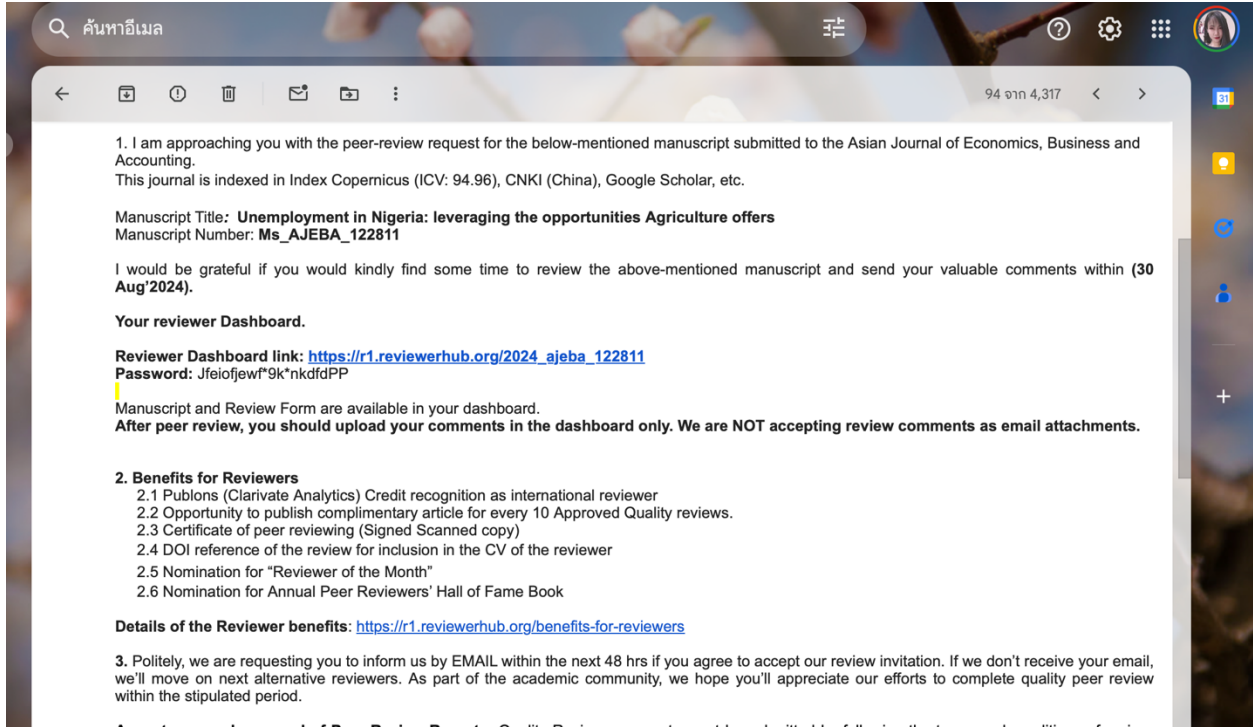 ค้นหาอีเมล
94 จาก 4,317
31
1. I am approaching you with the peer-review request for the below-mentioned manuscript submitted to the Asian Journal of Economics, Business and
Accounting.
This journal is indexed in Index Copernicus (ICV: 94.96), CNKI (China), Google Scholar, etc.
Manuscript Title: Unemployment in Nigeria: leveraging the opportunities Agriculture offers
Manuscript Number: Ms_AJEBA_122811
I would be grateful if you would kindly find some time to review the above-mentioned manuscript and send your valuable comments within (30
Aug'2024).
Your reviewer Dashboard.
Reviewer Dashboard link: https://r1.reviewerhub.org/2024_ajeba_122811
Password: Jfeiofjewf*9k*nkdfdPP
Manuscript and Review Form are available in your dashboard.
After peer review, you should upload your comments in the dashboard only. We are NOT accepting review comments as email attachments.
2. Benefits for Reviewers
2.1 Publons (Clarivate Analytics) Credit recognition as international reviewer
2.2 Opportunity to publish complimentary article for every 10 Approved Quality reviews.
2.3 Certificate of peer reviewing (Signed Scanned copy)
2.4 DOI reference of the review for inclusion in the CV of the reviewer
2.5 Nomination for “Reviewer of the Month”
2.6 Nomination for Annual Peer Reviewers’ Hall of Fame Book
Details of the Reviewer benefits: https://r1.reviewerhub.org/benefits-for-reviewers
3. Politely, we are requesting you to inform us by EMAIL within the next 48 hrs if you agree to accept our review invitation. If we don’t receive your email,
we’ll move on next alternative reviewers. As part of the academic community, we hope you’ll appreciate our efforts to complete quality peer review
within the stipulated period.